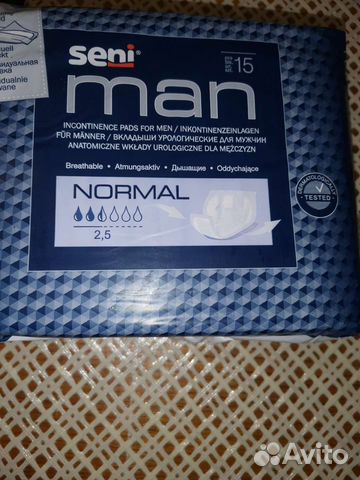 seni
man
15
INCONTINENCE PADS FOR MEN / INKONTINENZEINLAGEN
FÜR MÄNNER / ВКЛАДЫШИ УРОЛОГИЧЕСКИЕ ДЛЯ МУЖЧИН
ANATOMICZNE WKŁADY UROLOGICZNE DLA MĘŻCZYZN
Breathable • Atmungsaktiv • Дышащие • Oddychające
NORMAL
2,5
DERMATOLOGICALLY
TESTED
Avito